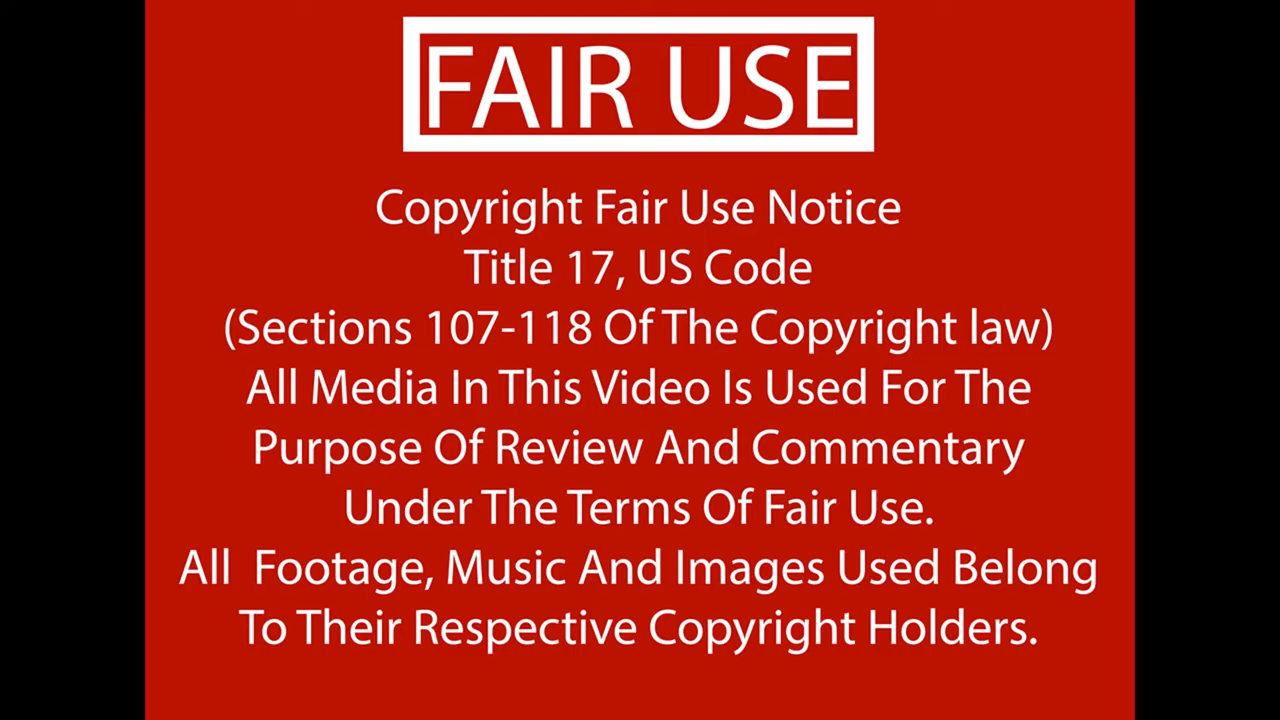 FAIR USE
Copyright Fair Use Notice
Title 17, US Code
(Sections 107-118 Of The Copyright law)
All Media In This Video Is Used For The
Purpose Of Review And Commentary
Under The Terms Of Fair Use.
All  Footage, Music And Images Used Belong
To Their Respective Copyright Holders.